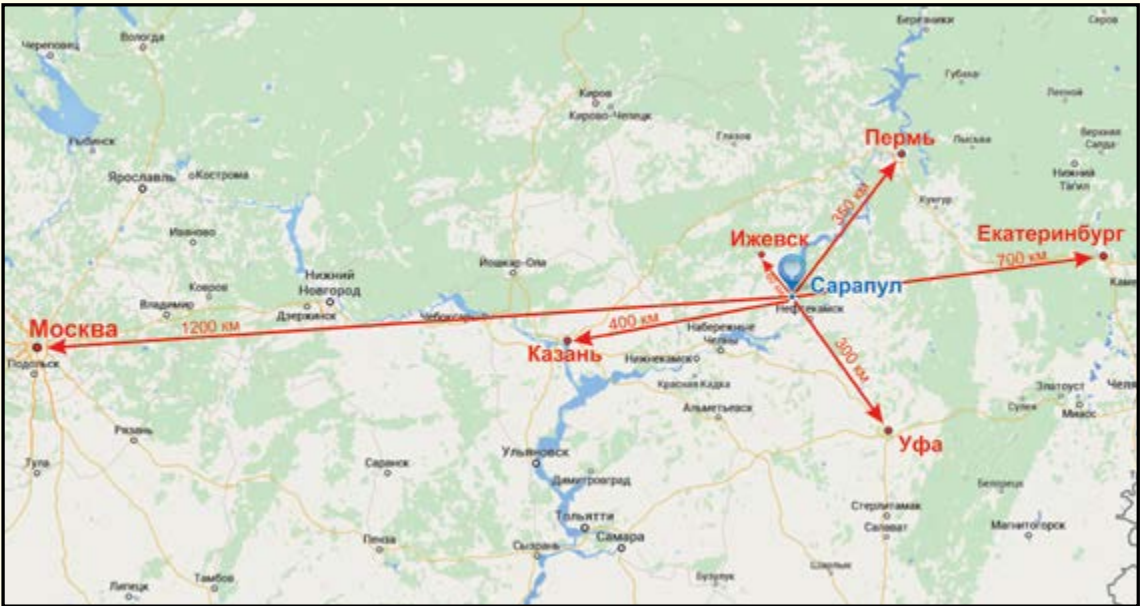 Березники
Серов
Вологда
Череповец
Губаха
Лесной
Киров
Кирово-Чепецк
Глазов
Лысьва
Верхняя
Салда
Рыбинск
Пермь
Нижний
Тагил
Ярославль
Кострома
350 км
Кунгур
Иваново
Ижевск
Екатеринбург
700 км
Йошкар-Ола
Нижний
Новгород
Ковров
Сарапул
Владимир
Дзержинск
Чебоксары
Нефтекамск
Москва
1200 км
400 км
Набережные
Челны
Казань
300 км
Нижнекамск
Подольск
Красная Кадка
Златоуст
Миасс
Сулея
Альметьевск
Рязань
Уфа
Тула
Саранск
Ульяновск
Димитровград
Белорецк
Стерлитамак
Салават
Магнитогорск
Тольятти
Самара
Пенза
Сызрань
Бузулук
Тамбов
Липецк